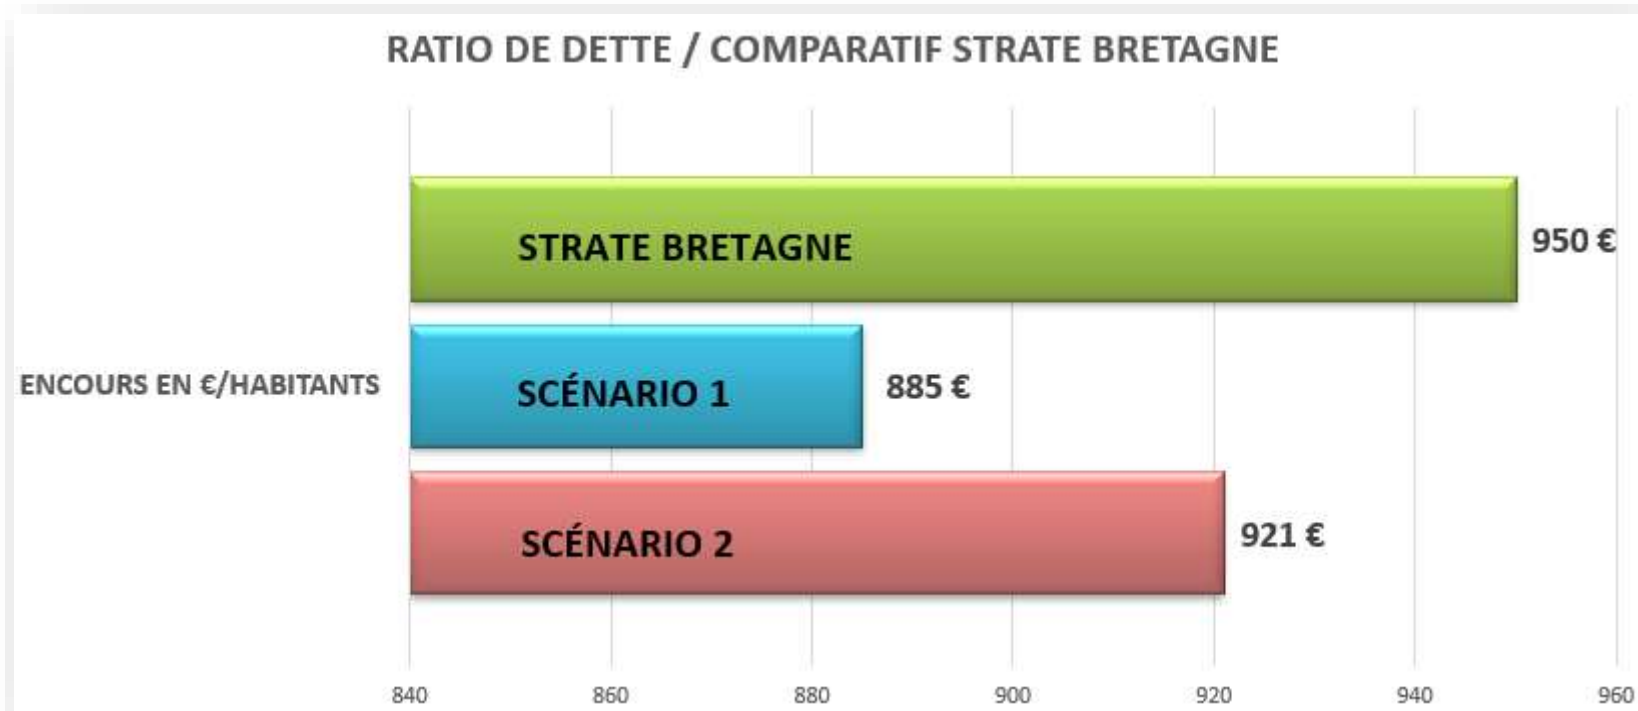 RATIO DE DETTE / COMPARATIF STRATE BRETAGNE
STRATE BRETAGNE
950 €
ENCOURS EN €/HABITANTS
SCÉNARIO 1
885 €
SCÉNARIO 2
921 €
840 860 880 900 920 940 960